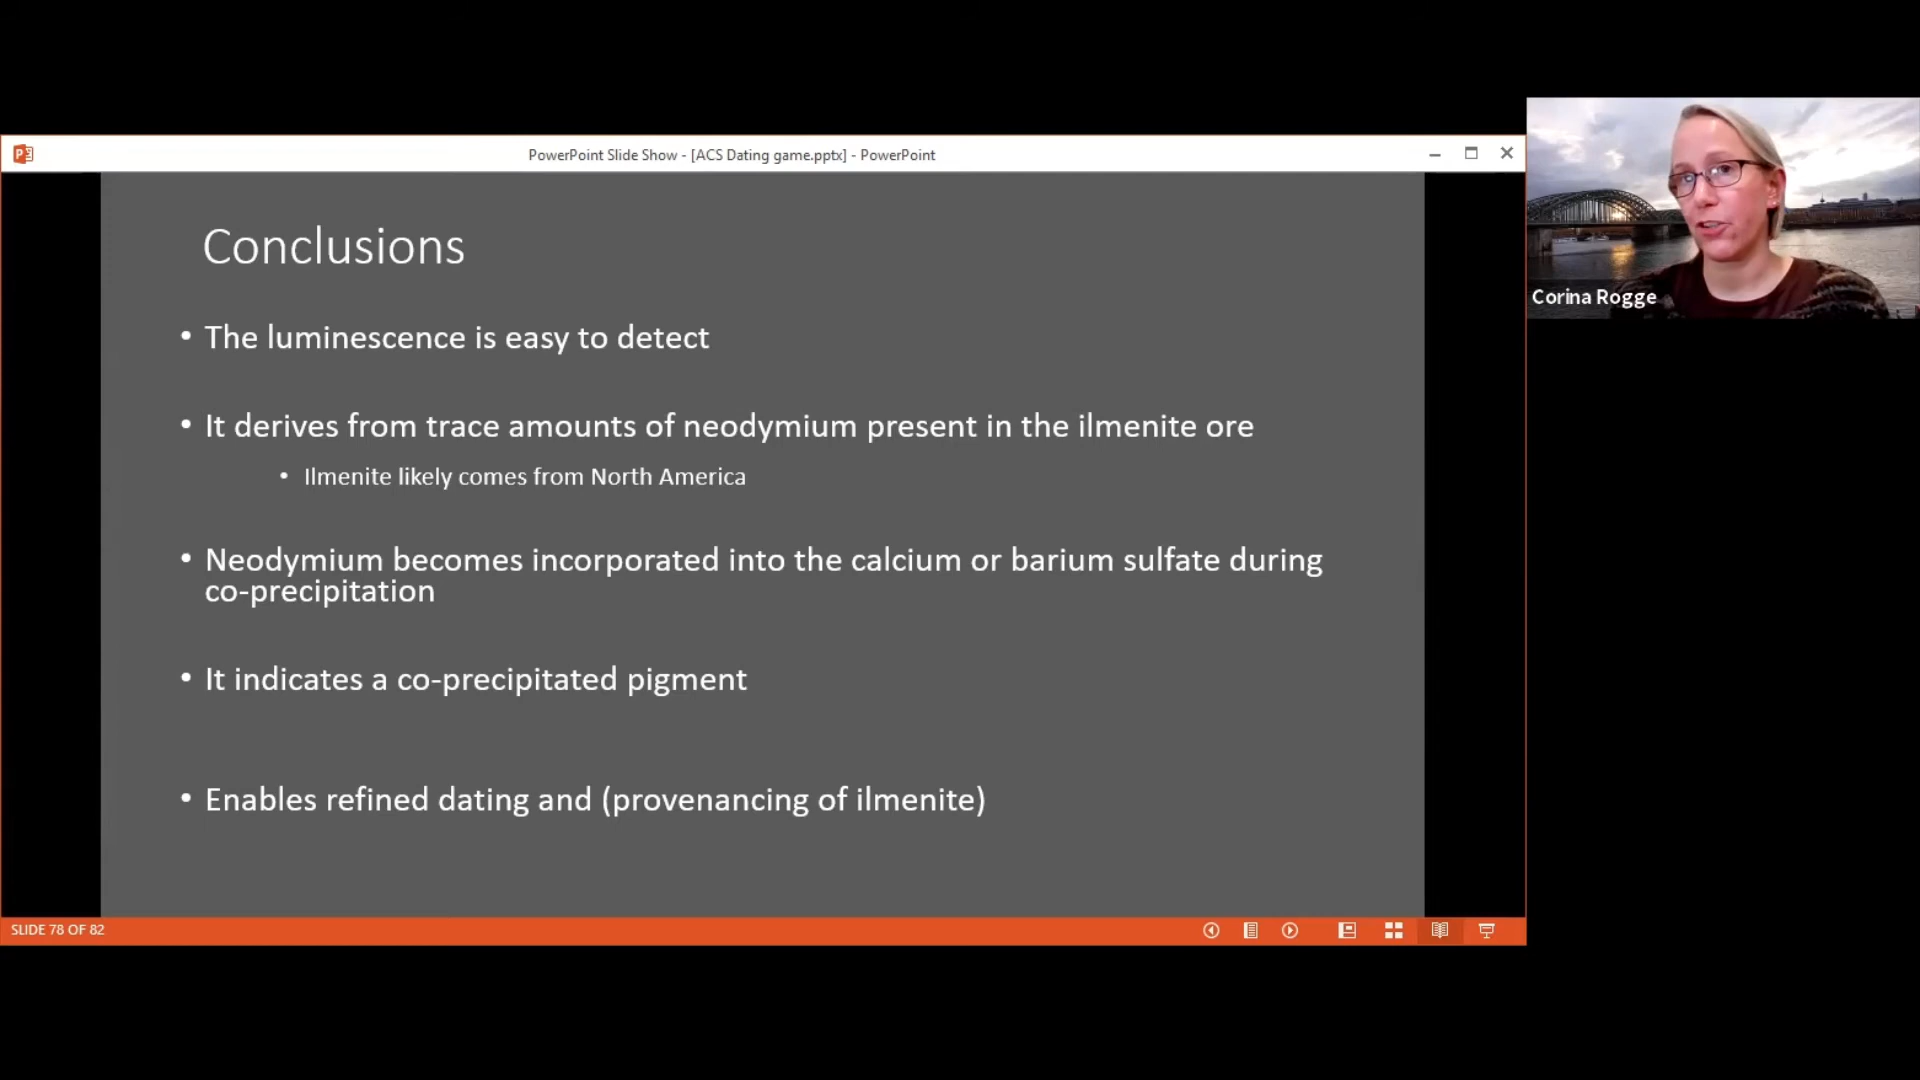 PowerPoint Slide Show - [ACS Dating game.pptx] - PowerPoint
Conclusions
• The luminescence is easy to detect
• It derives from trace amounts of neodymium present in the ilmenite ore
• Ilmenite likely comes from North America
• Neodymium becomes incorporated into the calcium or barium sulfate during
co-precipitation
• It indicates a co-precipitated pigment
• Enables refined dating and (provenancing of ilmenite)
SLIDE 78 OF 82
Corina Rogge